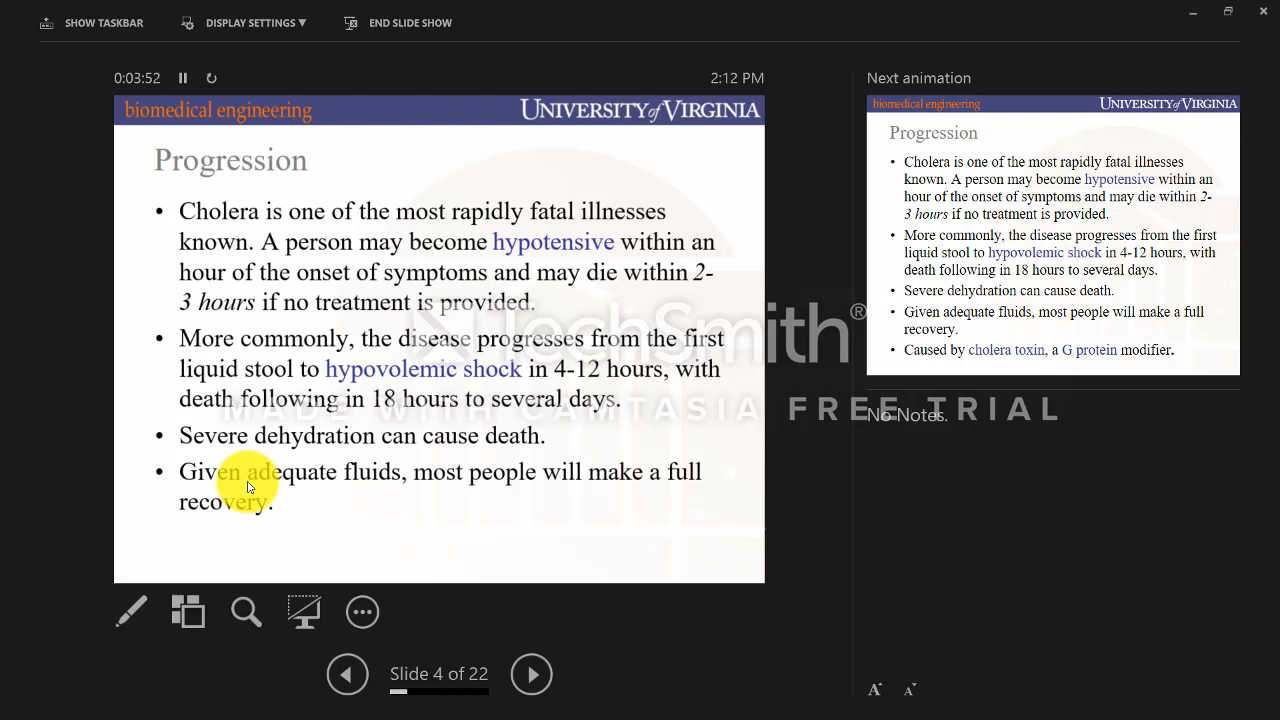 SHOW TASKBAR
DISPLAY SETTINGS ▼
END SLIDE SHOW
0:03:52
2:12 PM
biomedical engineering
UNIVERSITY of VIRGINIA
Progression
• Cholera is one of the most rapidly fatal illnesses
known. A person may become hypotensive within an
hour of the onset of symptoms and may die within 2-
3 hours if no treatment is provided.
• More commonly, the disease progresses from the first
liquid stool to hypovolemic shock in 4-12 hours, with
death following in 18 hours to several days.
• Severe dehydration can cause death.
• Given adequate fluids, most people will make a full
recovery.
Slide 4 of 22
Next animation
biomedical engineering
UNIVERSITY of VIRGINIA
Progression
• Cholera is one of the most rapidly fatal illnesses
known. A person may become hypotensive within an
hour of the onset of symptoms and may die within 2-
3 hours if no treatment is provided.
• More commonly, the disease progresses from the first
liquid stool to hypovolemic shock in 4-12 hours, with
death following in 18 hours to several days.
• Severe dehydration can cause death.
• Given adequate fluids, most people will make a full
recovery.
• Caused by cholera toxin, a G protein modifier.
No Notes.
A A
TechSmith®
MADE WITH CAMTASIA FREE TRIAL